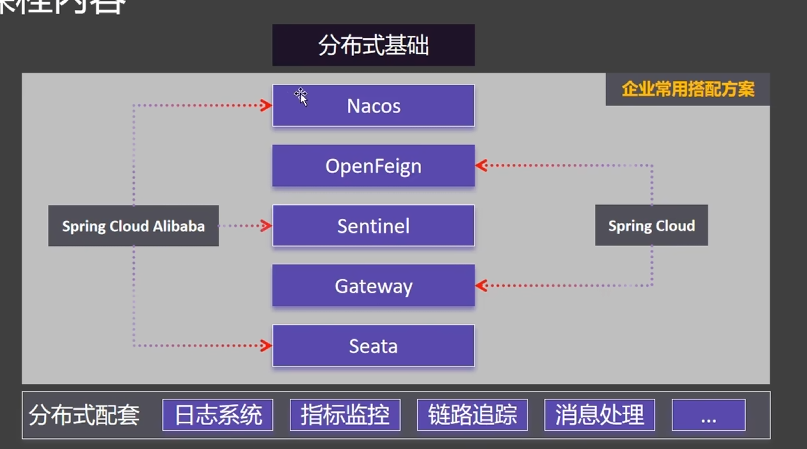 课程内容
分布式基础
企业常用搭配方案
Nacos
OpenFeign
Spring Cloud Alibaba
Sentinel
Spring Cloud
Gateway
Seata
分布式配套 日志系统 指标监控 链路追踪 消息处理 ...